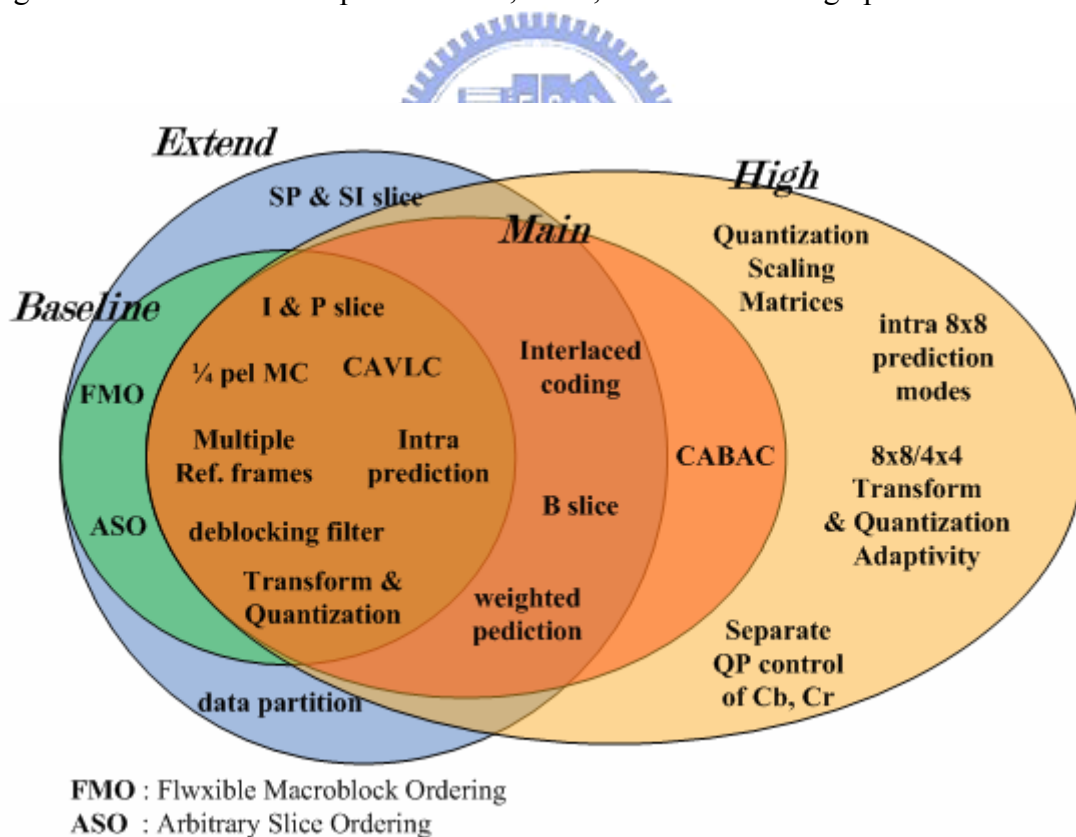 Extend
High
SP & SI slice
Main
Quantization
Scaling
Matrices
Baseline
I & P slice
intra 8x8
prediction
modes
Interlaced
coding
¼ pel MC
CAVLC
FMO
Multiple
Ref. frames
Intra
prediction
CABAC
8x8/4x4
Transform
& Quantization
Adaptivity
B slice
ASO
deblocking filter
Transform &
Quantization
weighted
pediction
Separate
QP control
of Cb, Cr
data partition
FMO : Flwxible Macroblock Ordering
ASO : Arbitrary Slice Ordering